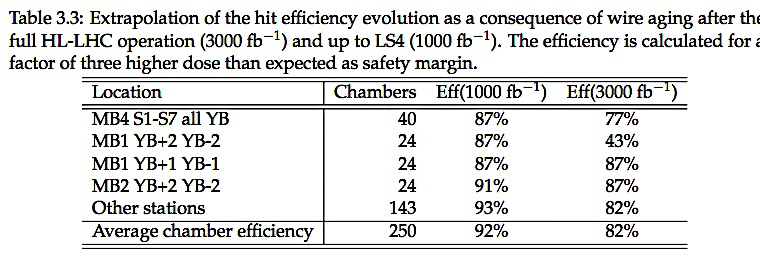 Table 3.3: Extrapolation of the hit efficiency evolution as a consequence of wire aging after the
full HL-LHC operation (3000 fb⁻¹) and up to LS4 (1000 fb⁻¹). The efficiency is calculated for a
factor of three higher dose than expected as safety margin.
Location Chambers Eff(1000 fb⁻¹) Eff(3000 fb⁻¹)
MB4 S1-S7 all YB 40 87% 77%
MB1 YB+2 YB-2 24 87% 43%
MB1 YB+1 YB-1 24 87% 87%
MB2 YB+2 YB-2 24 91% 87%
Other stations 143 93% 82%
Average chamber efficiency 250 92% 82%